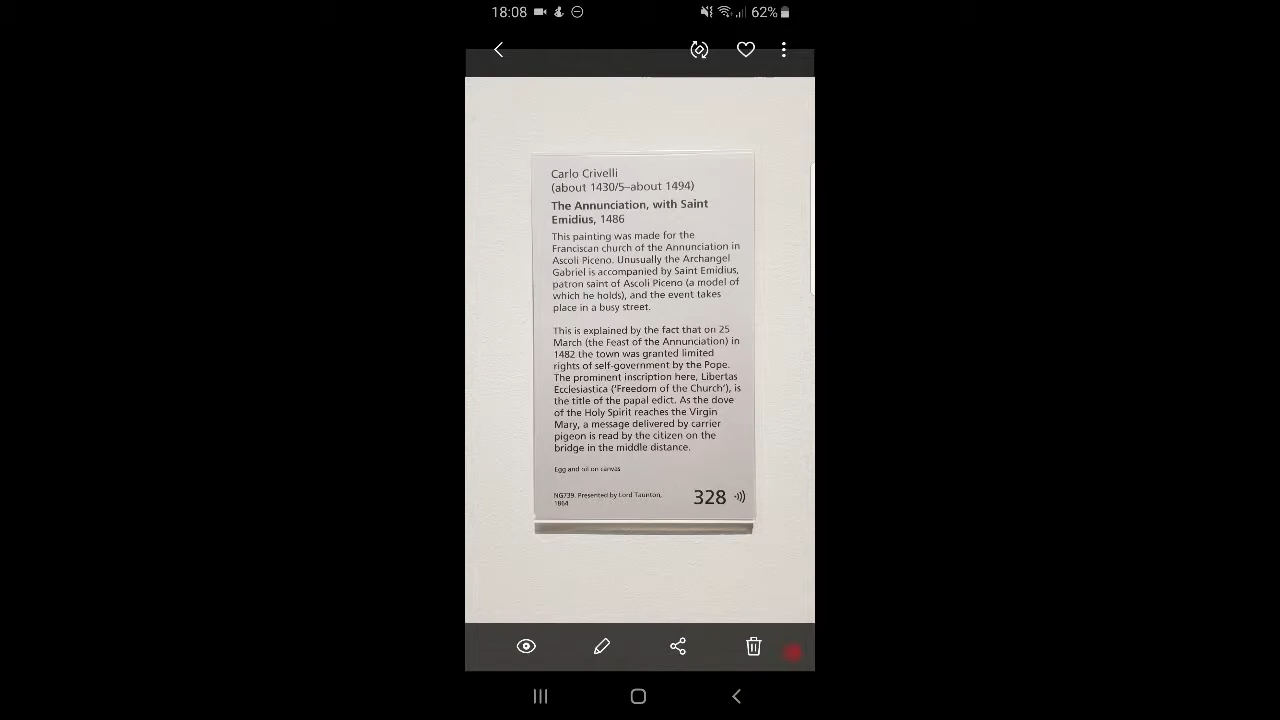 18:08
62%
Carlo Crivelli
(about 1430/5–about 1494)
The Annunciation, with Saint
Emidius, 1486
This painting was made for the
Franciscan church of the Annunciation in
Ascoli Piceno. Unusually the Archangel
Gabriel is accompanied by Saint Emidius,
patron saint of Ascoli Piceno (a model of
which he holds), and the event takes
place in a busy street.
This is explained by the fact that on 25
March (the Feast of the Annunciation) in
1482 the town was granted limited
rights of self-government by the Pope.
The prominent inscription here, Libertas
Ecclesiastica ('Freedom of the Church'), is
the title of the papal edict. As the dove
of the Holy Spirit reaches the Virgin
Mary, a message delivered by carrier
pigeon is read by the citizen on the
bridge in the middle distance.
Egg and oil on canvas
NG739. Presented by Lord Taunton,
1864
328